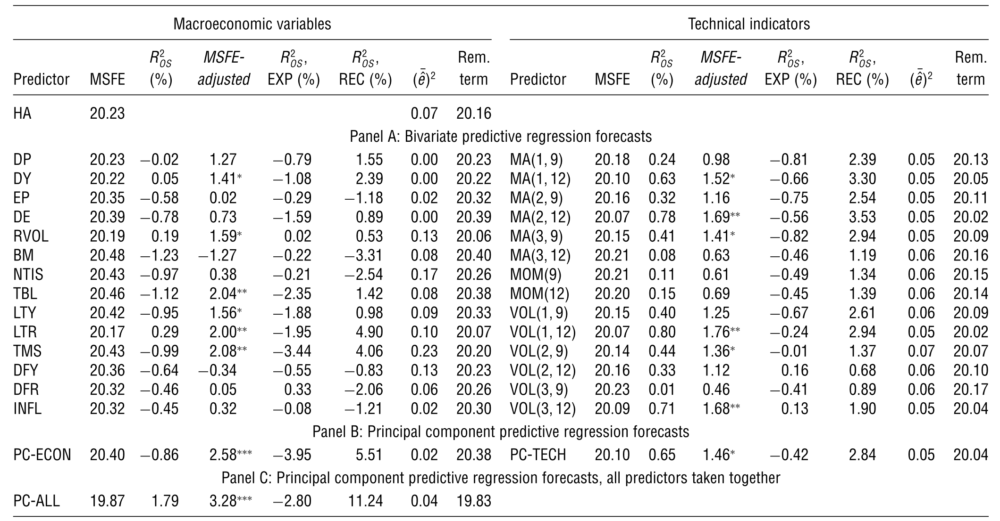 Macroeconomic variables Technical indicators
R²OS MSFE- R²OS, R²OS, Rem. R²OS MSFE- R²OS, R²OS, Rem.
Predictor MSFE (%) adjusted EXP (%) REC (%) (ē̂)² term Predictor MSFE (%) adjusted EXP (%) REC (%) (ē̂)² term
HA 20.23 0.07 20.16
Panel A: Bivariate predictive regression forecasts
DP 20.23 −0.02 1.27 −0.79 1.55 0.00 20.23 MA(1, 9) 20.18 0.24 0.98 −0.81 2.39 0.05 20.13
DY 20.22 0.05 1.41* −1.08 2.39 0.00 20.22 MA(1, 12) 20.10 0.63 1.52* −0.66 3.30 0.05 20.05
EP 20.35 −0.58 0.02 −0.29 −1.18 0.02 20.32 MA(2, 9) 20.16 0.32 1.16 −0.75 2.54 0.05 20.11
DE 20.39 −0.78 0.73 −1.59 0.89 0.00 20.39 MA(2, 12) 20.07 0.78 1.69** −0.56 3.53 0.05 20.02
RVOL 20.19 0.19 1.59* 0.02 0.53 0.13 20.06 MA(3, 9) 20.15 0.41 1.41* −0.82 2.94 0.05 20.09
BM 20.48 −1.23 −1.27 −0.22 −3.31 0.08 20.40 MA(3, 12) 20.21 0.08 0.63 −0.46 1.19 0.06 20.16
NTIS 20.43 −0.97 0.38 −0.21 −2.54 0.17 20.26 MOM(9) 20.21 0.11 0.61 −0.49 1.34 0.06 20.15
TBL 20.46 −1.12 2.04** −2.35 1.42 0.08 20.38 MOM(12) 20.20 0.15 0.69 −0.45 1.39 0.06 20.14
LTY 20.42 −0.95 1.56* −1.88 0.98 0.09 20.33 VOL(1, 9) 20.15 0.40 1.25 −0.67 2.61 0.06 20.09
LTR 20.17 0.29 2.00** −1.95 4.90 0.10 20.07 VOL(1, 12) 20.07 0.80 1.76** −0.24 2.94 0.05 20.02
TMS 20.43 −0.99 2.08** −3.44 4.06 0.23 20.20 VOL(2, 9) 20.14 0.44 1.36* −0.01 1.37 0.07 20.07
DFY 20.36 −0.64 −0.34 −0.55 −0.83 0.13 20.23 VOL(2, 12) 20.16 0.33 1.12 0.16 0.68 0.06 20.10
DFR 20.32 −0.46 0.05 0.33 −2.06 0.06 20.26 VOL(3, 9) 20.23 0.01 0.46 −0.41 0.89 0.06 20.17
INFL 20.32 −0.45 0.32 −0.08 −1.21 0.02 20.30 VOL(3, 12) 20.09 0.71 1.68** 0.13 1.90 0.05 20.04
Panel B: Principal component predictive regression forecasts
PC-ECON 20.40 −0.86 2.58*** −3.95 5.51 0.02 20.38 PC-TECH 20.10 0.65 1.46* −0.42 2.84 0.05 20.04
Panel C: Principal component predictive regression forecasts, all predictors taken together
PC-ALL 19.87 1.79 3.28*** −2.80 11.24 0.04 19.83